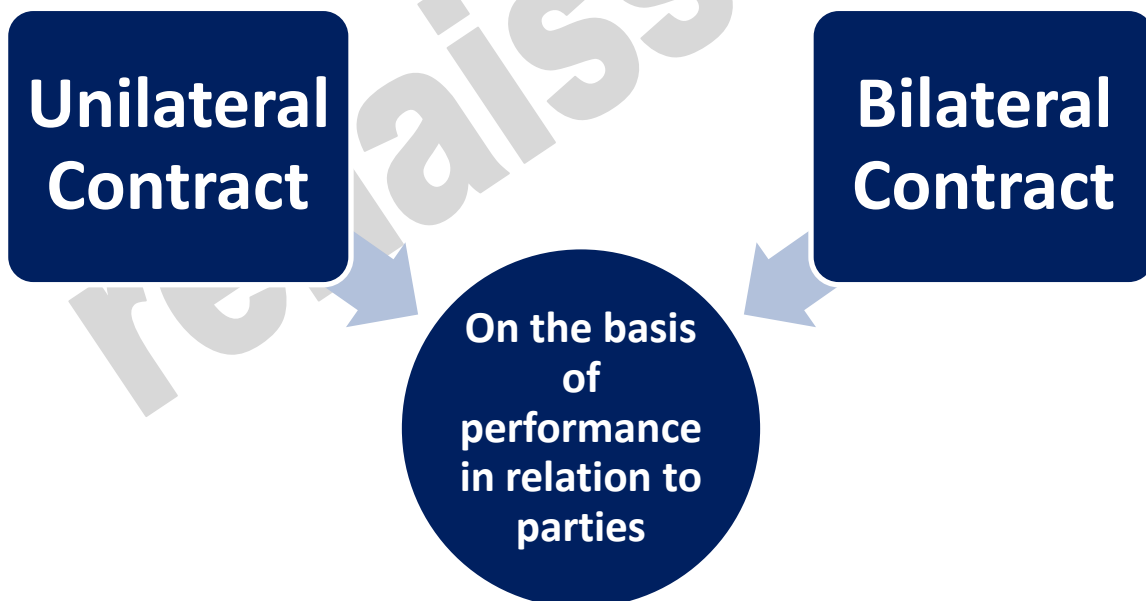 Unilateral
Contract
Bilateral
Contract
On the basis
of
performance
in relation to
parties